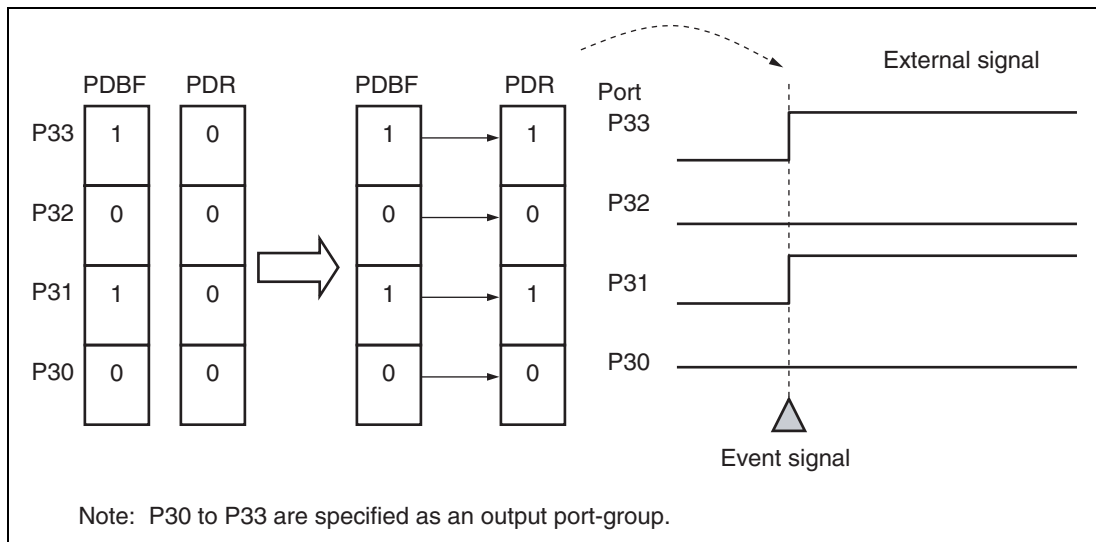 External signal
PDBF PDR PDBF PDR Port
P33 1 0 1 1 P33
P32 0 0 0 0 P32
P31 1 0 1 1 P31
P30 0 0 0 0 P30
Event signal
Note: P30 to P33 are specified as an output port-group.